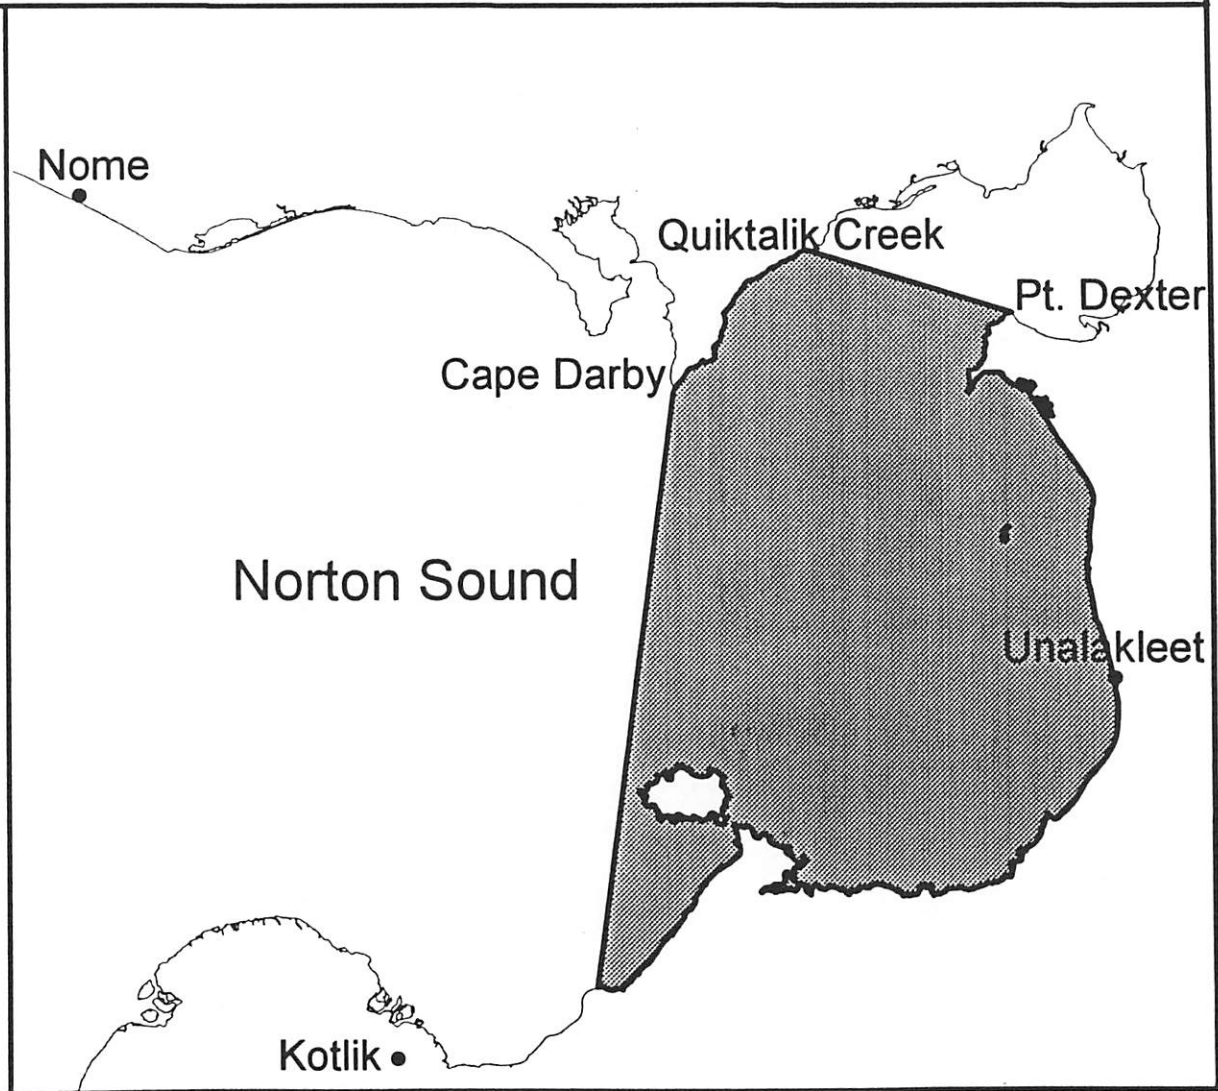 Nome
Quiktalik Creek
Pt. Dexter
Cape Darby
Norton Sound
Unalakleet
Kotlik